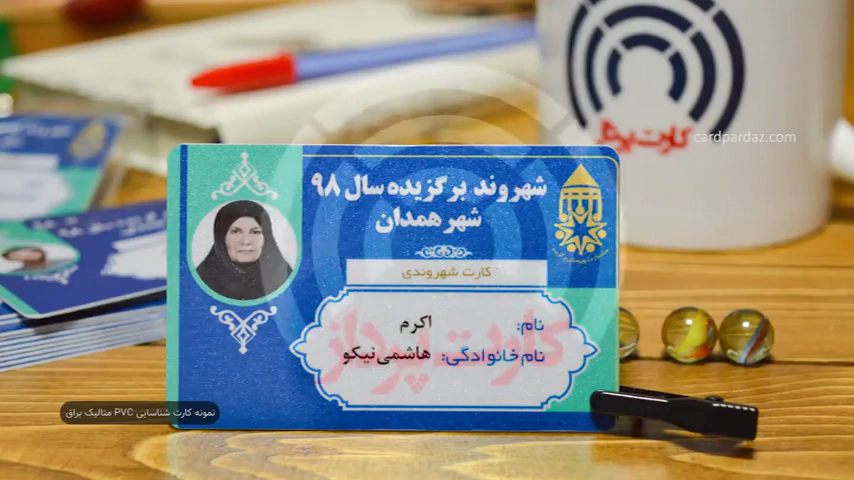 کارت پرداز
cardpardaz.com
شهروند برگزیده سال ۹۸
شهر همدان
کارت شهروندی
نام: اکرم
نام خانوادگی: هاشمی‌نیکو
کارت پرداز
نمونه کارت شناسایی PVC متالیک براق